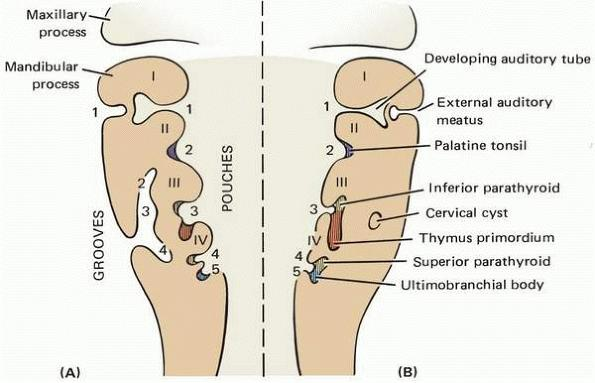 Maxillary
process
Mandibular
process
I
1
1
II
2
III
2
3
3
IV
4
4
5
GROOVES
POUCHES
(A)
I
1
II
2
III
3
IV
4
5
Developing auditory tube
External auditory
meatus
Palatine tonsil
Inferior parathyroid
Cervical cyst
Thymus primordium
Superior parathyroid
Ultimobranchial body
(B)